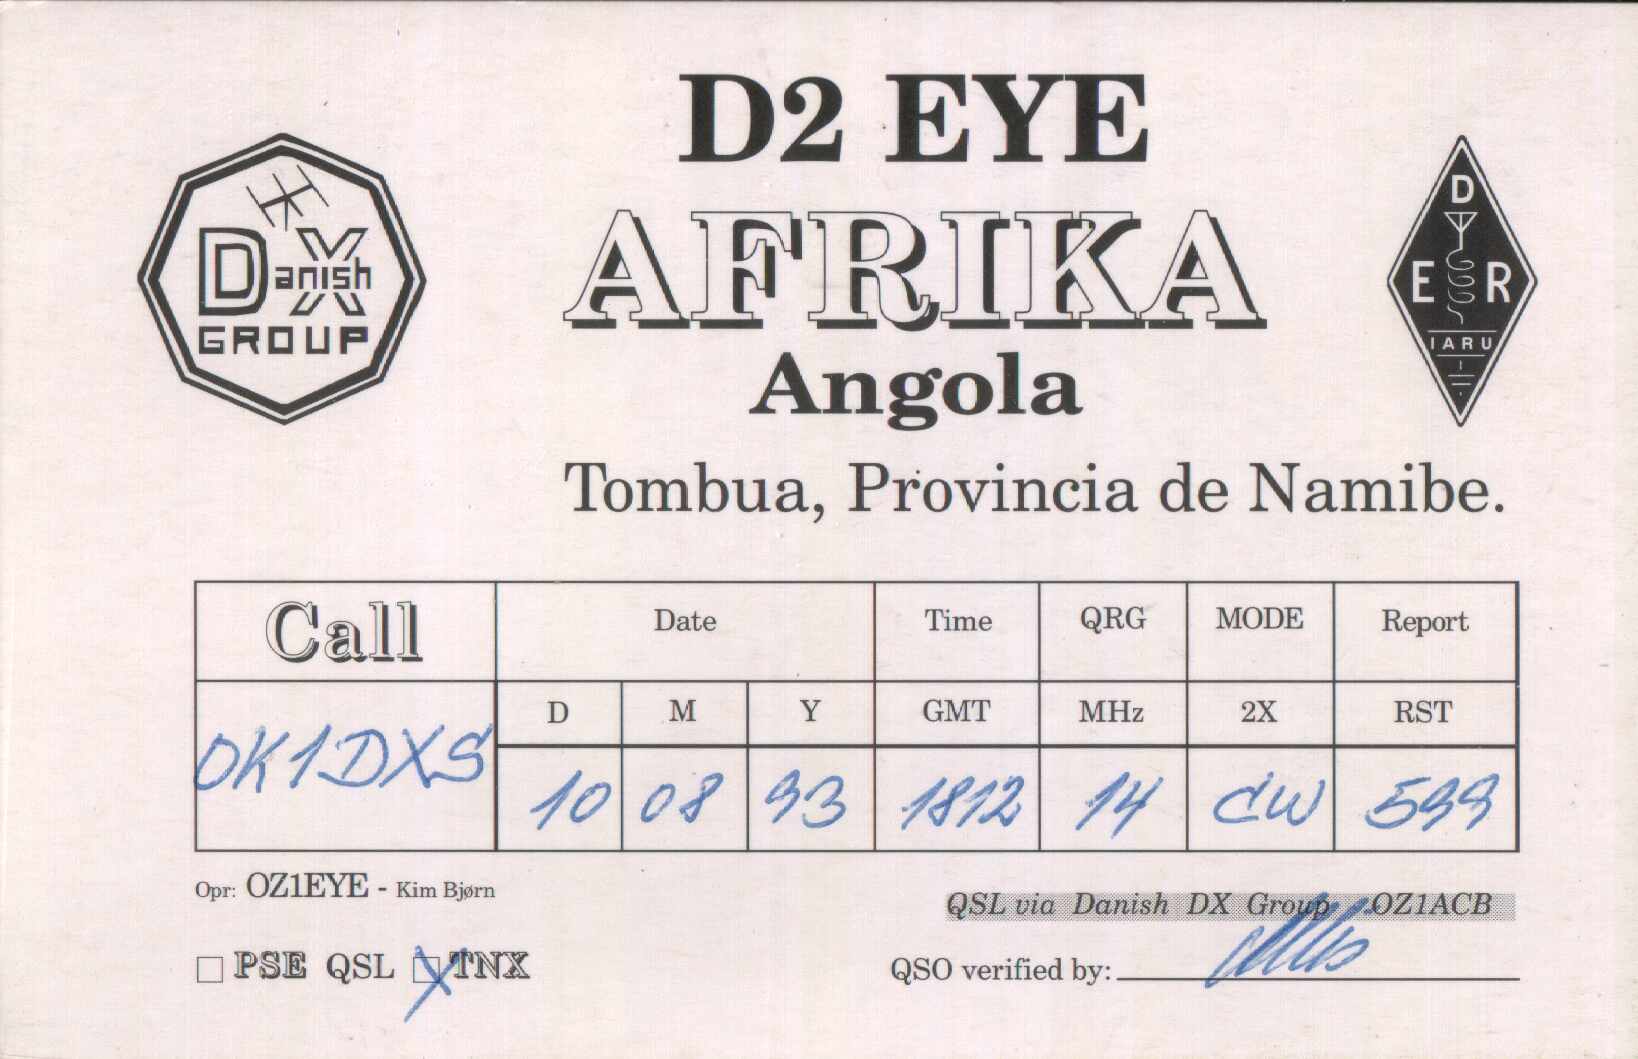 D2 EYE
AFRIKA
Angola
Tombua, Provincia de Namibe.
Danish DX
GROUP
D
E R
IARU
Call Date Time QRG MODE Report
D M Y GMT MHz 2X RST
OK1DXS 10 08 93 1812 14 CW 599
Opr: OZ1EYE - Kim Bjørn
QSL via Danish DX Group OZ1ACB
PSE QSL X TNX
QSO verified by: